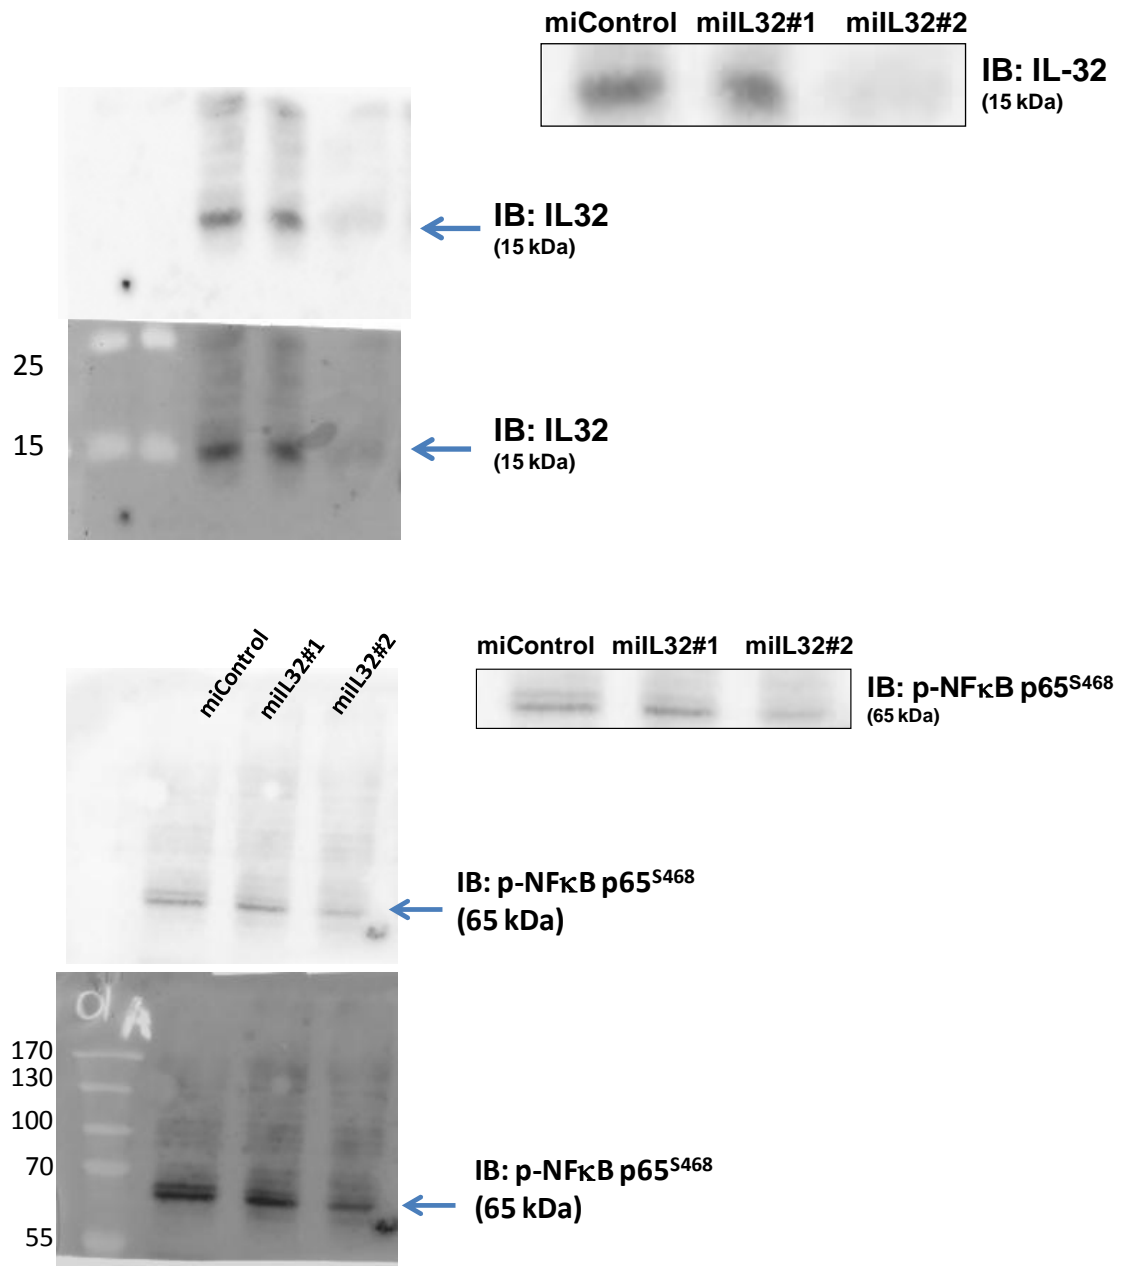 miControl miIL32#1 miIL32#2
IB: IL-32
(15 kDa)
IB: IL32
(15 kDa)
25
15
IB: IL32
(15 kDa)
miControl
miIL32#1
miIL32#2
miControl miIL32#1 miIL32#2
IB: p-NFκB p65S468
(65 kDa)
IB: p-NFκB p65S468
(65 kDa)
170
130
100
70
55
IB: p-NFκB p65S468
(65 kDa)